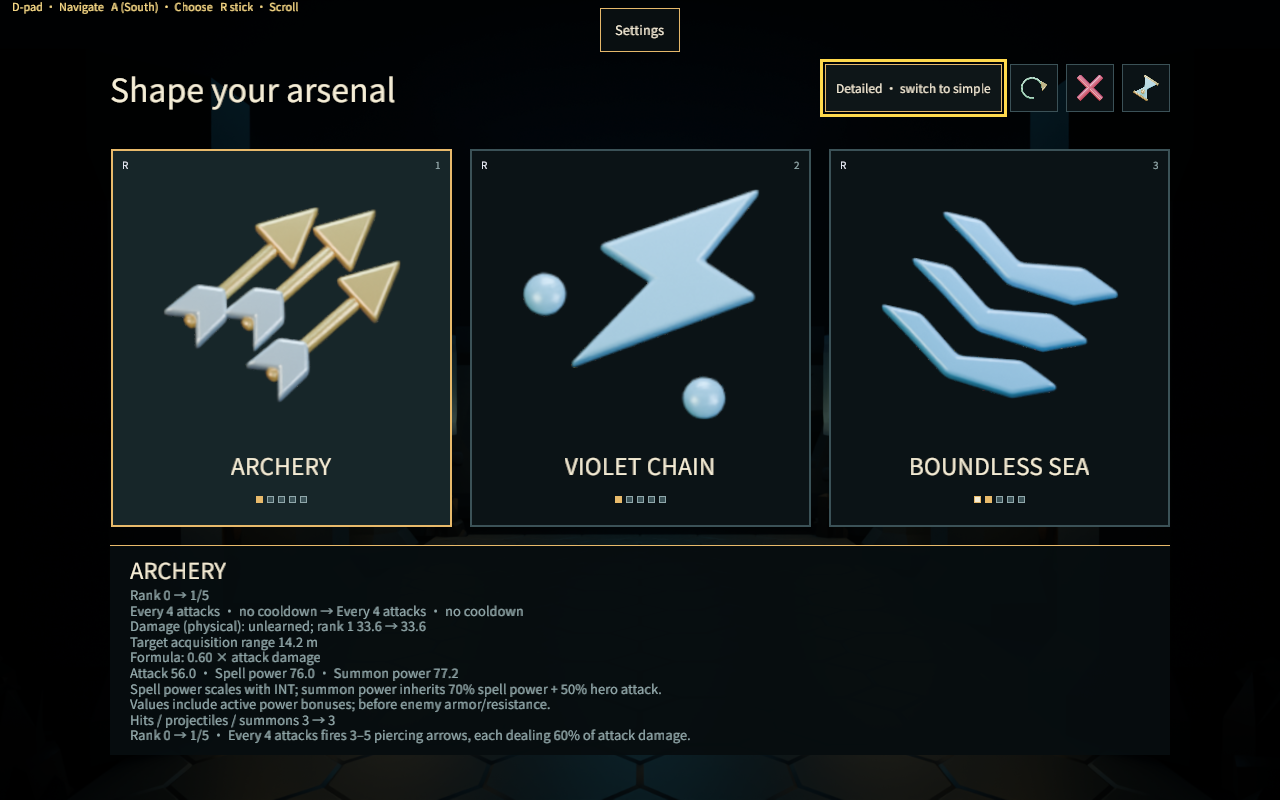 D-pad • Navigate A (South) • Choose R stick • Scroll
Settings
Shape your arsenal
Detailed • switch to simple
R 1
R 2
R 3
ARCHERY
VIOLET CHAIN
BOUNDLESS SEA
ARCHERY
Rank 0 → 1/5
Every 4 attacks • no cooldown → Every 4 attacks • no cooldown
Damage (physical): unlearned; rank 1 33.6 → 33.6
Target acquisition range 14.2 m
Formula: 0.60 × attack damage
Attack 56.0 • Spell power 76.0 • Summon power 77.2
Spell power scales with INT; summon power inherits 70% spell power + 50% hero attack.
Values include active power bonuses; before enemy armor/resistance.
Hits / projectiles / summons 3 → 3
Rank 0 → 1/5 • Every 4 attacks fires 3–5 piercing arrows, each dealing 60% of attack damage.